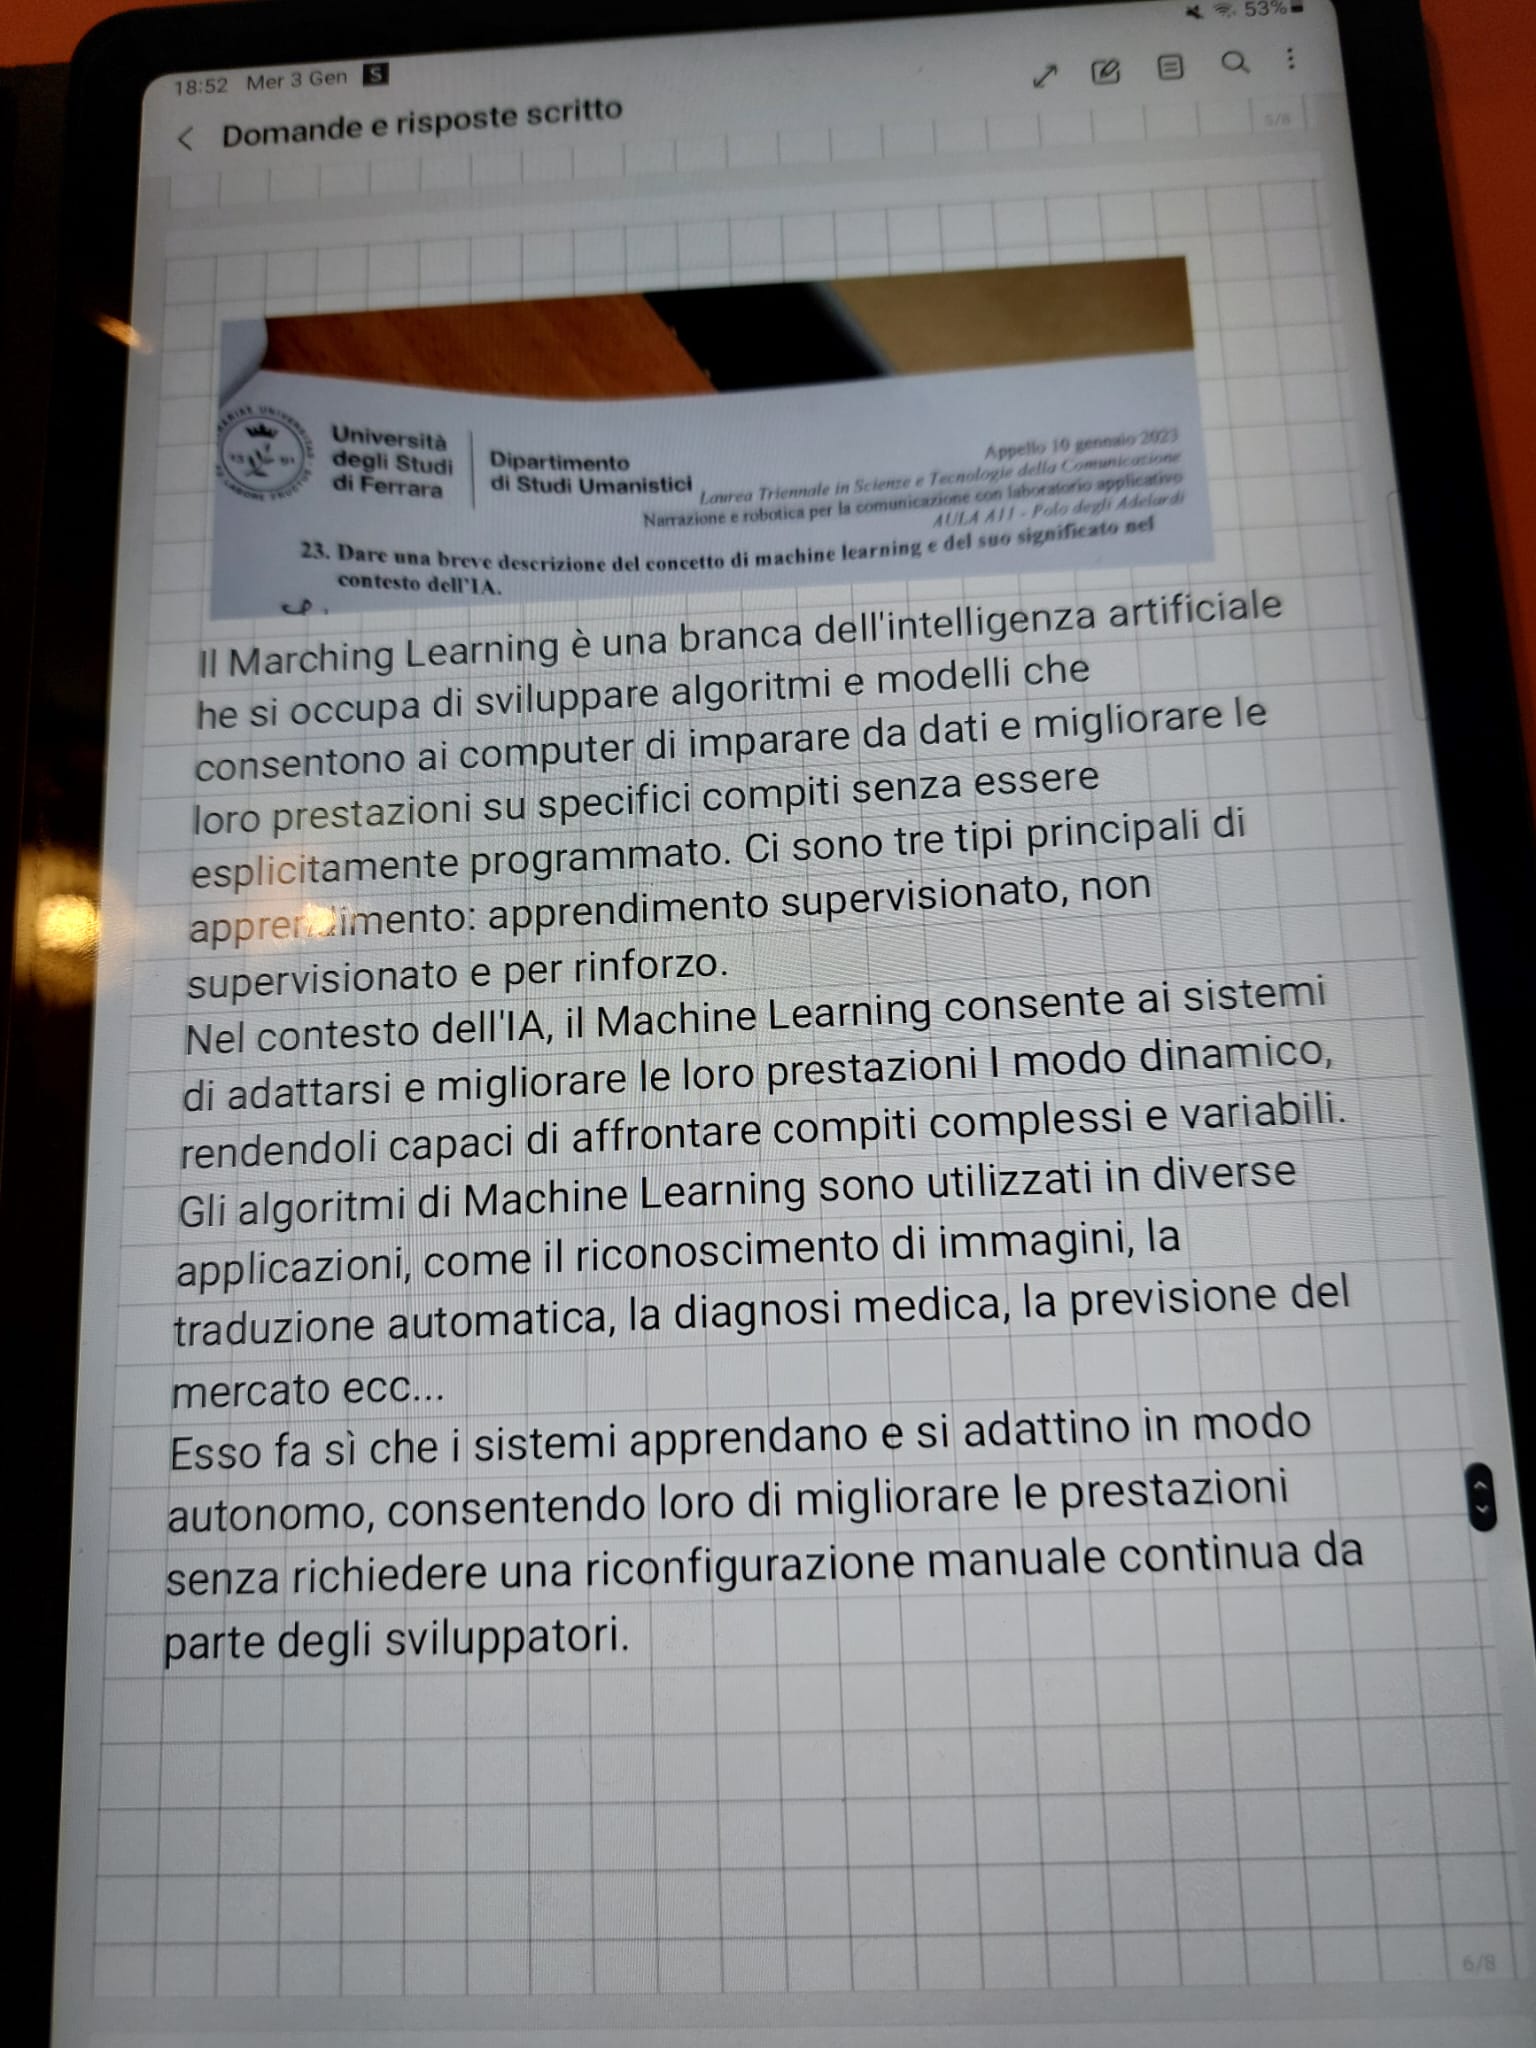 18:52 Mer 3 Gen S
53%
Domande e risposte scritto
5/8
Università
degli Studi
di Ferrara
Dipartimento
di Studi Umanistici
Appello 10 gennaio 2023
Laurea Triennale in Scienze e Tecnologie della Comunicazione
Narrazione e robotica per la comunicazione con laboratorio applicativo
AULA A11 - Polo degli Adelardi
23. Dare una breve descrizione del concetto di machine learning e del suo significato nel
contesto dell'IA.
Il Marching Learning è una branca dell'intelligenza artificiale
he si occupa di sviluppare algoritmi e modelli che
consentono ai computer di imparare da dati e migliorare le
loro prestazioni su specifici compiti senza essere
esplicitamente programmato. Ci sono tre tipi principali di
apprendimento: apprendimento supervisionato, non
supervisionato e per rinforzo.
Nel contesto dell'IA, il Machine Learning consente ai sistemi
di adattarsi e migliorare le loro prestazioni I modo dinamico,
rendendoli capaci di affrontare compiti complessi e variabili.
Gli algoritmi di Machine Learning sono utilizzati in diverse
applicazioni, come il riconoscimento di immagini, la
traduzione automatica, la diagnosi medica, la previsione del
mercato ecc...
Esso fa sì che i sistemi apprendano e si adattino in modo
autonomo, consentendo loro di migliorare le prestazioni
senza richiedere una riconfigurazione manuale continua da
parte degli sviluppatori.
6/8